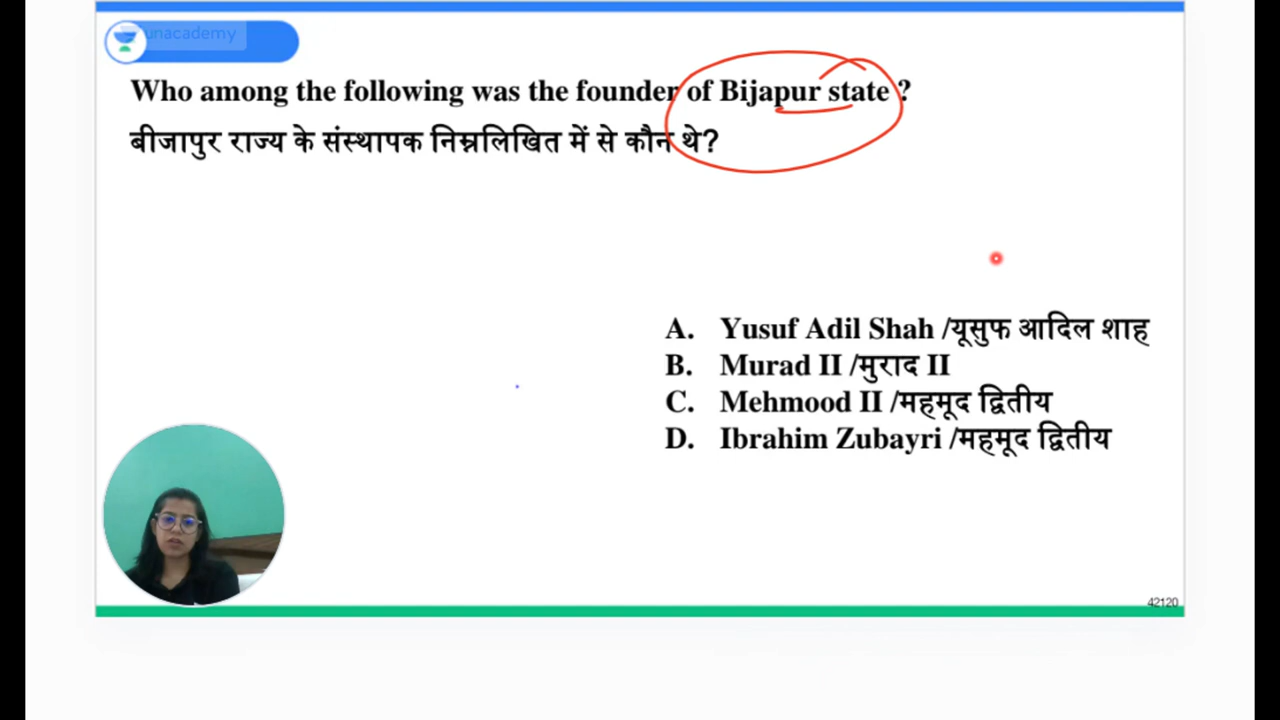 unacademy
Who among the following was the founder of Bijapur state ?
बीजापुर राज्य के संस्थापक निम्नलिखित में से कौन थे?
A. Yusuf Adil Shah /यूसुफ आदिल शाह
B. Murad II /मुराद II
C. Mehmood II /महमूद द्वितीय
D. Ibrahim Zubayri /महमूद द्वितीय
42120